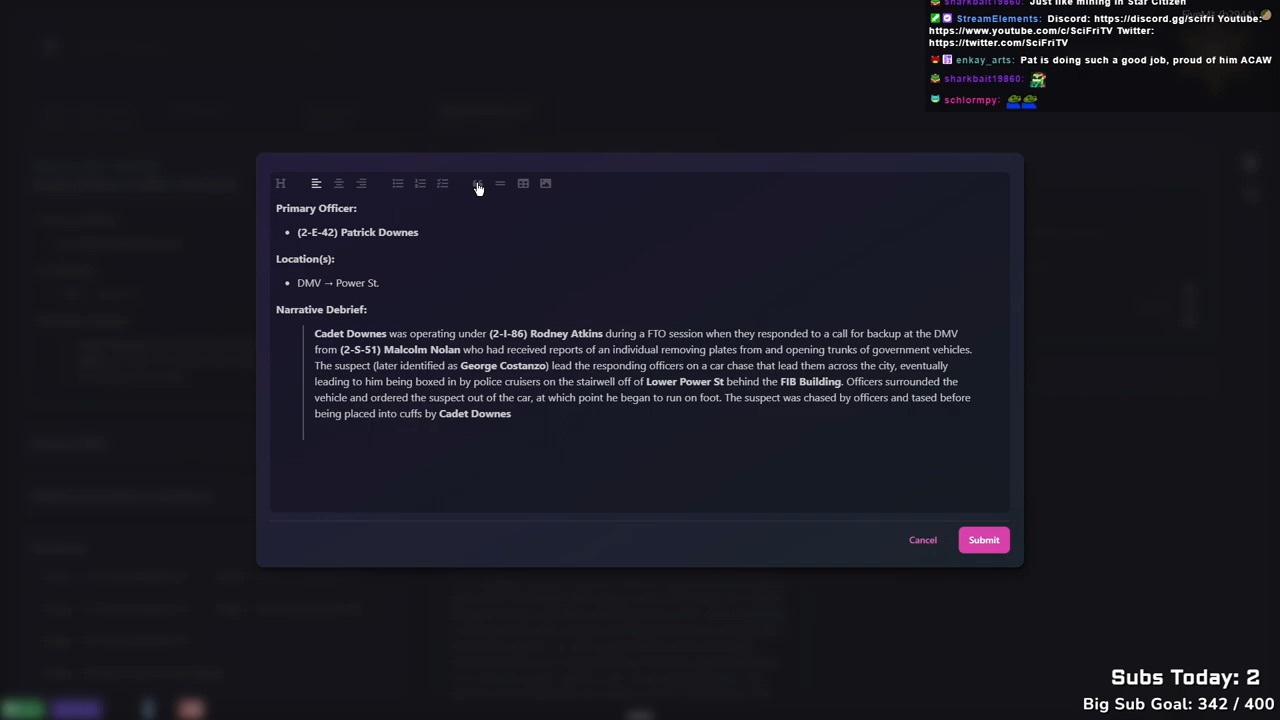 sharkbait19860: Just like mining in Star Citizen
StreamElements: Discord: https://discord.gg/scifri Youtube:
https://www.youtube.com/c/SciFriTV Twitter:
https://twitter.com/SciFriTV
enkay_arts: Pat is doing such a good job, proud of him ACAW
sharkbait19860:
schlormpy:
H
Primary Officer:
• (2-E-42) Patrick Downes
Location(s):
• DMV → Power St.
Narrative Debrief:
Cadet Downes was operating under (2-I-86) Rodney Atkins during a FTO session when they responded to a call for backup at the DMV
from (2-S-51) Malcolm Nolan who had received reports of an individual removing plates from and opening trunks of government vehicles.
The suspect (later identified as George Costanzo) lead the responding officers on a car chase that lead them across the city, eventually
leading to him being boxed in by police cruisers on the stairwell off of Lower Power St behind the FIB Building. Officers surrounded the
vehicle and ordered the suspect out of the car, at which point he began to run on foot. The suspect was chased by officers and tased before
being placed into cuffs by Cadet Downes
Cancel
Submit
Subs Today: 2
Big Sub Goal: 342 / 400